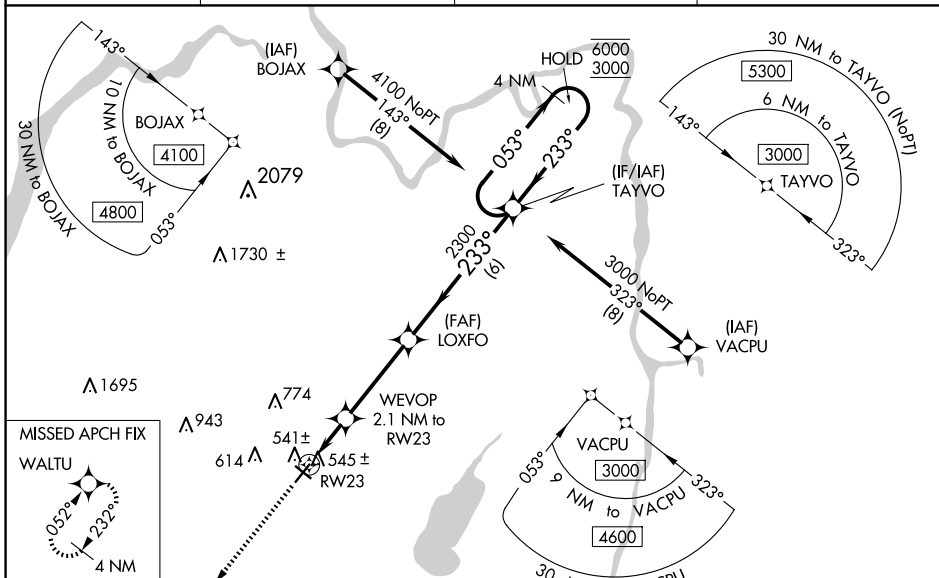 143°
10 NM to BOJAX
BOJAX
4100
30 NM to BOJAX
4800
053°
(IAF)
BOJAX
4100 NoPT
143°
(8)
HOLD
6000
3000
4 NM
053°
233°
(IF/IAF)
TAYVO
30 NM to TAYVO (NoPT)
5300
6 NM to TAYVO
143°
3000
TAYVO
323°
2079
1730 ±
2300
233°
(6)
3000 NoPT
323°
(8)
(IAF)
VACPU
(FAF)
LOXFO
1695
943
774
WEVOP
2.1 NM to
RW23
541±
614
545 ±
RW23
MISSED APCH FIX
WALTU
052°
232°
4 NM
VACPU
3000
053°
323°
9 NM to VACPU
4600
30